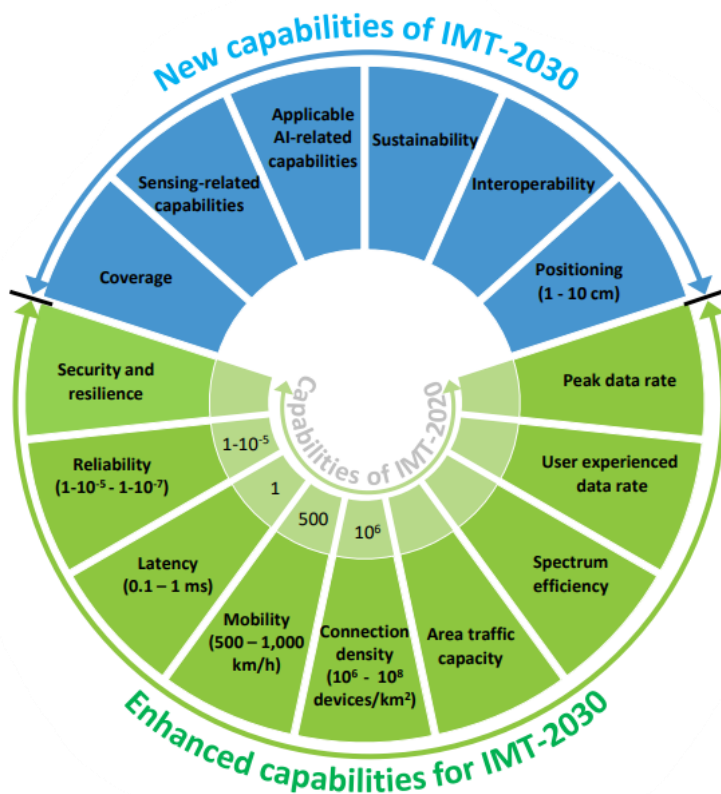 New capabilities of IMT-2030
Applicable
AI-related
capabilities
Sustainability
Sensing-related
capabilities
Interoperability
Coverage
Positioning
(1 - 10 cm)
Security and
resilience
Capabilities of IMT-2020
Peak data rate
Reliability
(1-10⁻⁵ - 1-10⁻⁷)
1-10⁻⁵
User experienced
data rate
Latency
(0.1 – 1 ms)
1
Spectrum
efficiency
Mobility
(500 – 1,000
km/h)
500
Connection
density
(10⁶ - 10⁸
devices/km²)
10⁶
Area traffic
capacity
Enhanced capabilities for IMT-2030